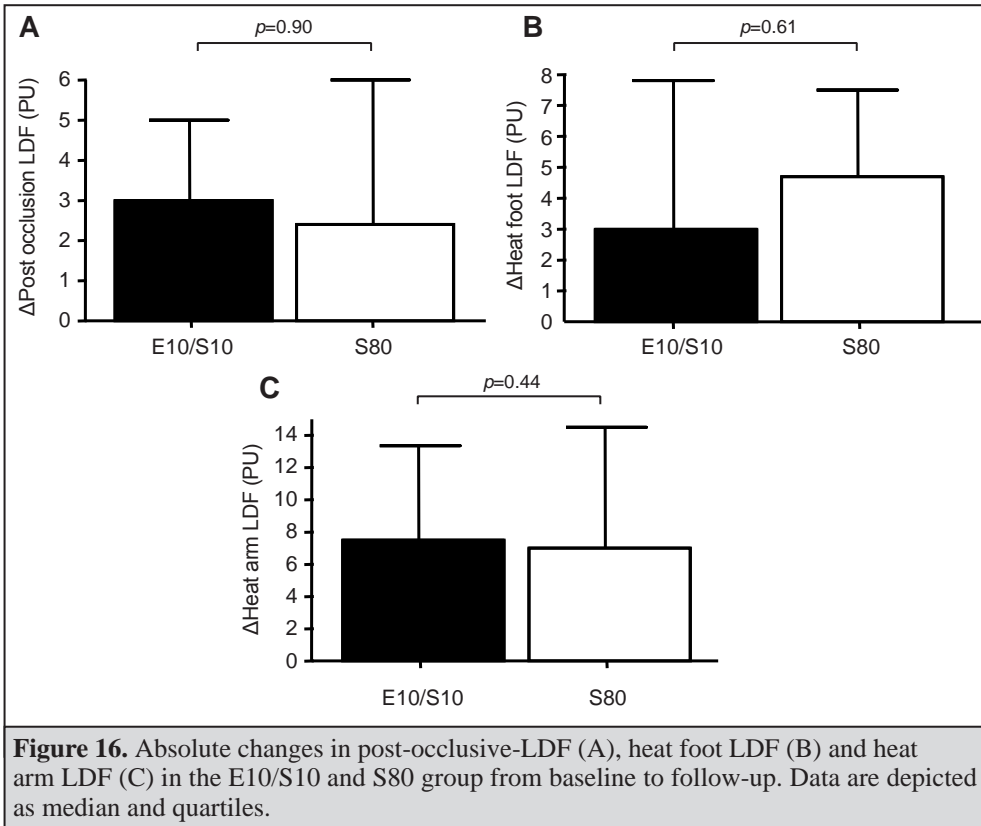 A
p=0.90
ΔPost occlusion LDF (PU)
6
5
4
3
2
1
0
E10/S10 S80
B
p=0.61
ΔHeat foot LDF (PU)
8
7
6
5
4
3
2
1
0
E10/S10 S80
C
p=0.44
ΔHeat arm LDF (PU)
14
12
10
8
6
4
2
0
E10/S10 S80
Figure 16. Absolute changes in post-occlusive-LDF (A), heat foot LDF (B) and heat
arm LDF (C) in the E10/S10 and S80 group from baseline to follow-up. Data are depicted
as median and quartiles.